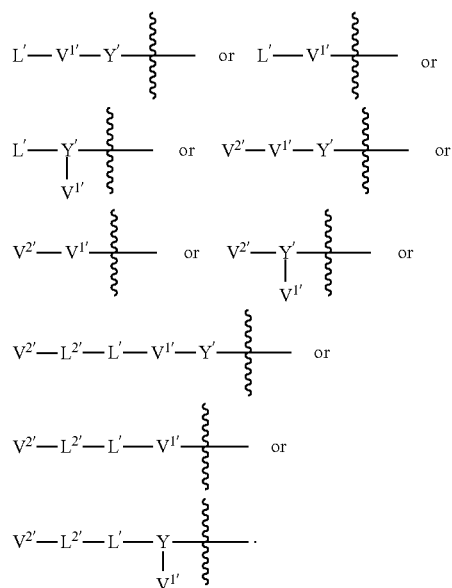 L′—V¹′—Y′ or L′—V¹′ or
L′—Y′ or V²′—V¹′—Y′ or
V¹′
V²′—V¹′ or V²′—Y′ or
V¹′
V²′—L²′—L′—V¹′—Y′ or
V²′—L²′—L′—V¹′ or
V²′—L²′—L′—Y .
V¹′